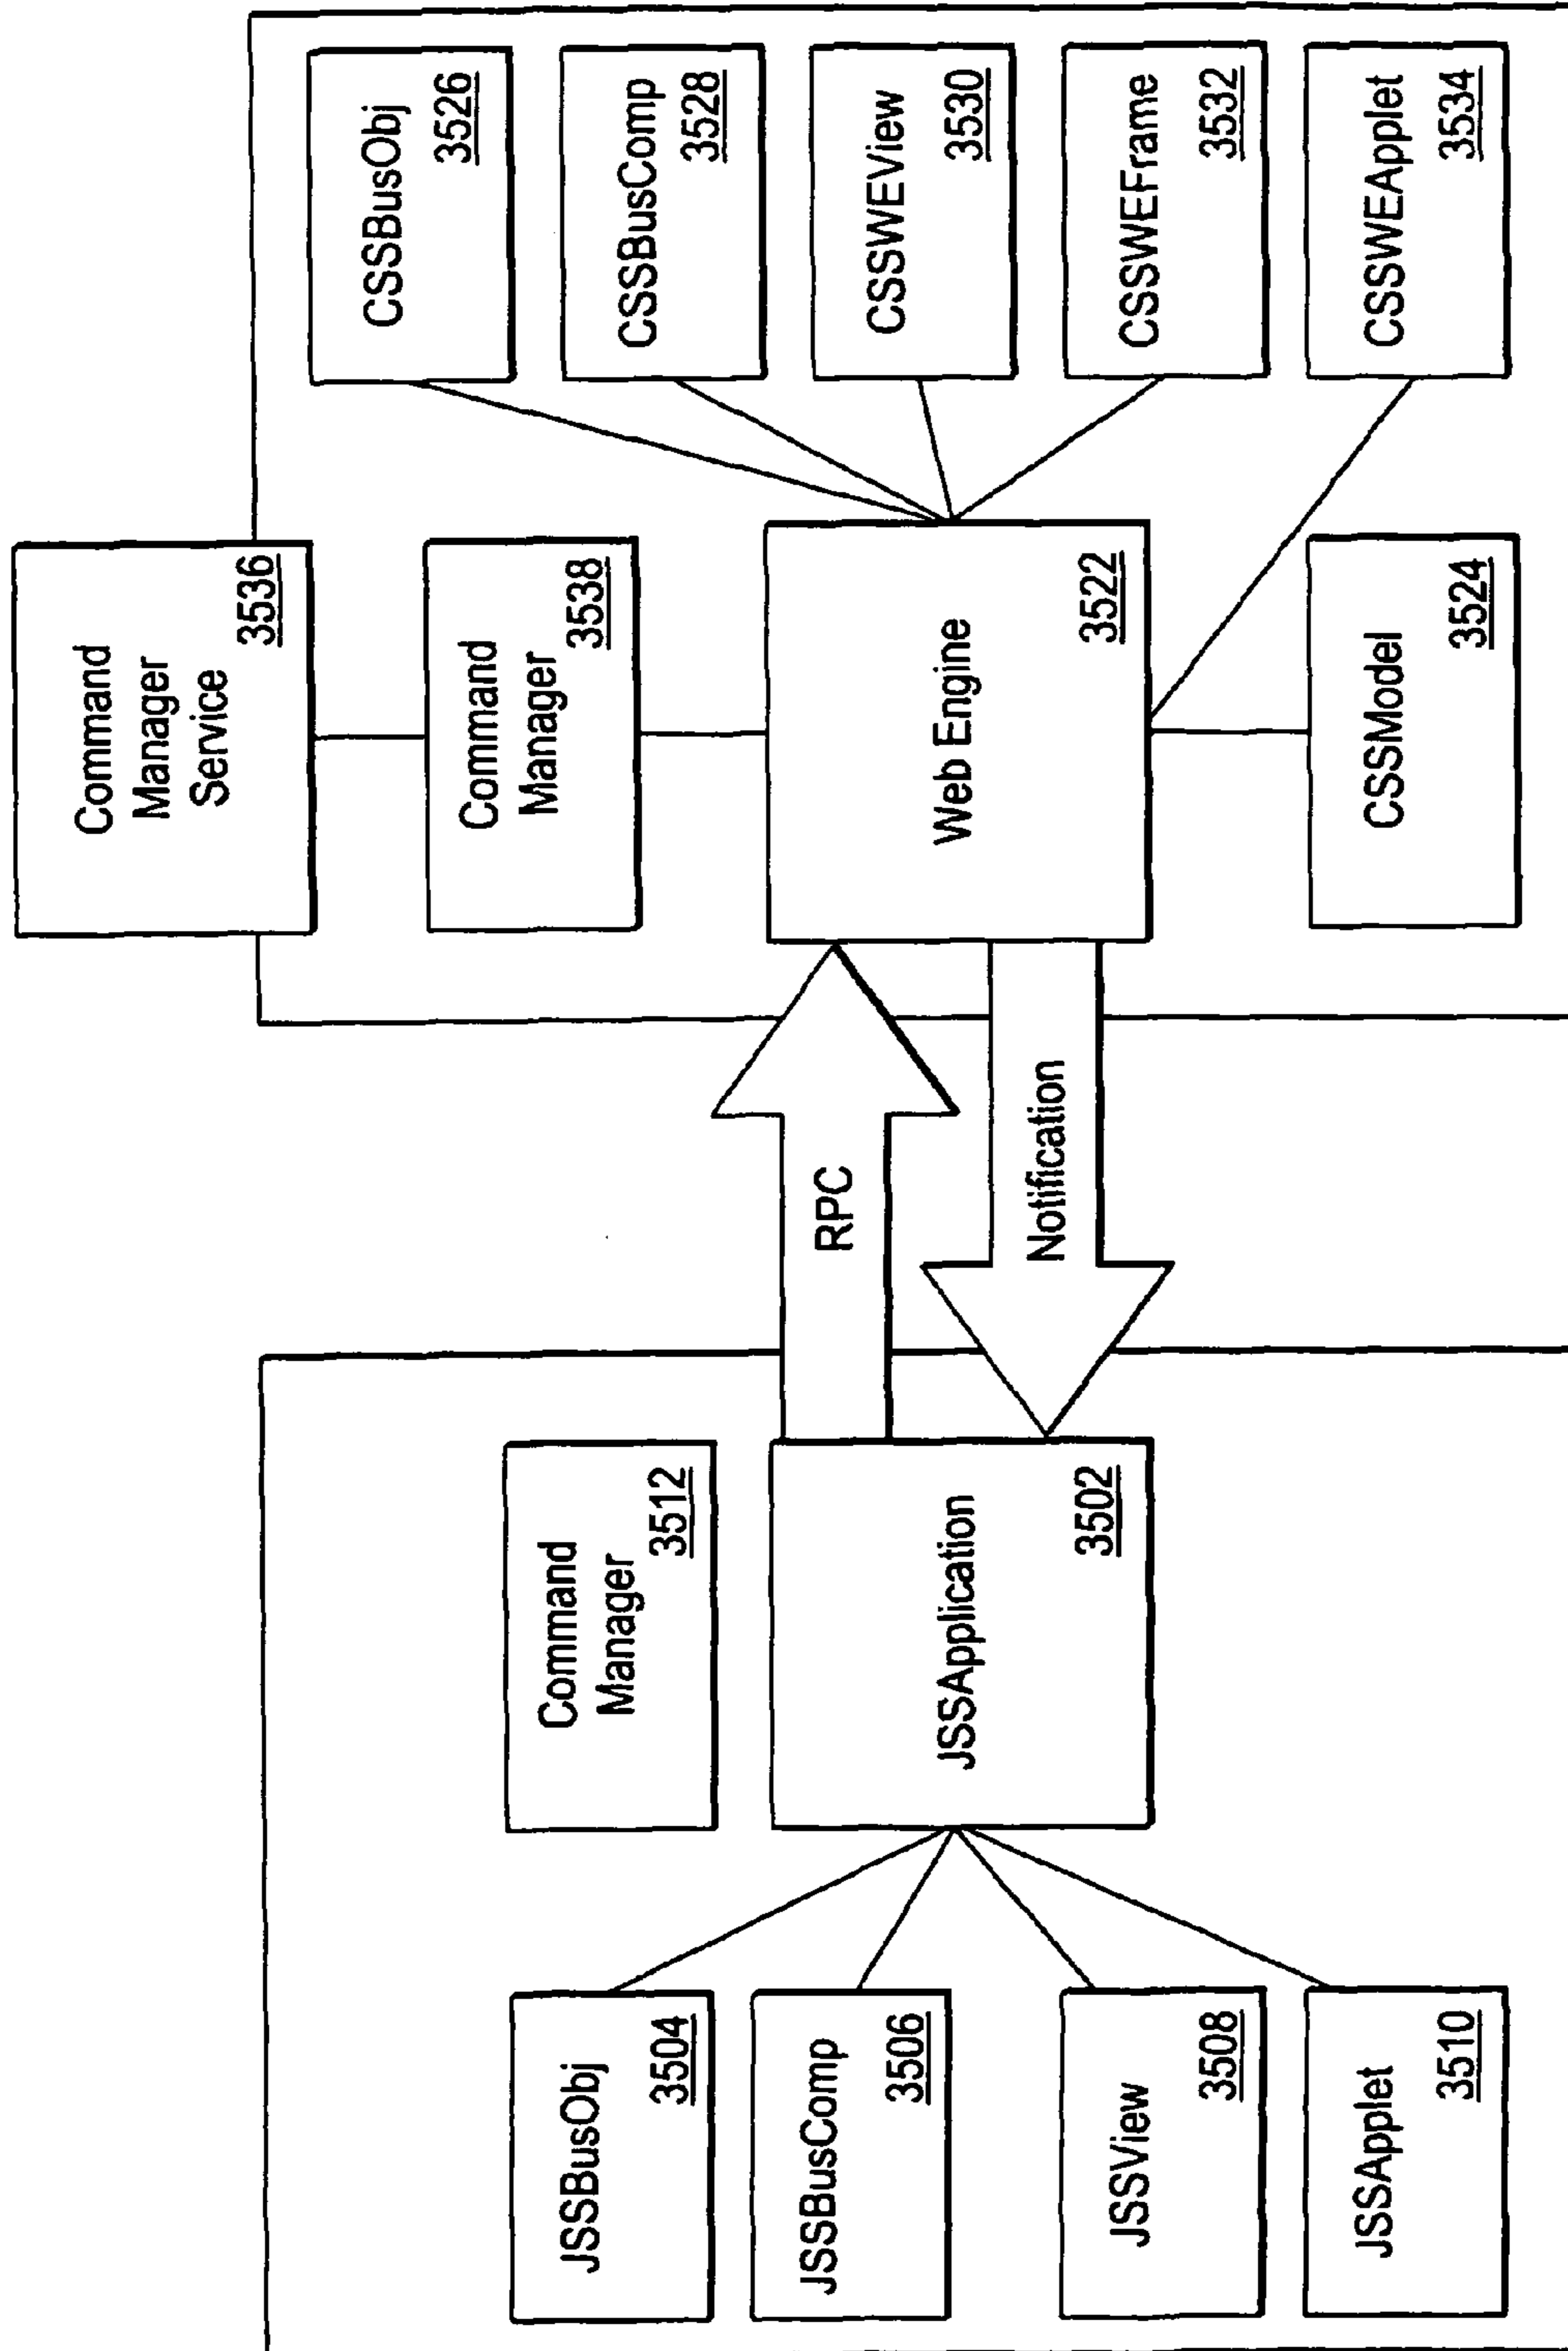 Command
Manager
Service
3536
Command
Manager
3538
Command
Manager
3512
JSSBusObj
3504
JSSBusComp
3506
JSSView
3508
JSSApplet
3510
JSSApplication
3502
RPC
Notification
Web Engine
3522
CSSModel
3524
CSSBusObj
3526
CSSBusComp
3528
CSSWEView
3530
CSSWEFrame
3532
CSSWEApplet
3534